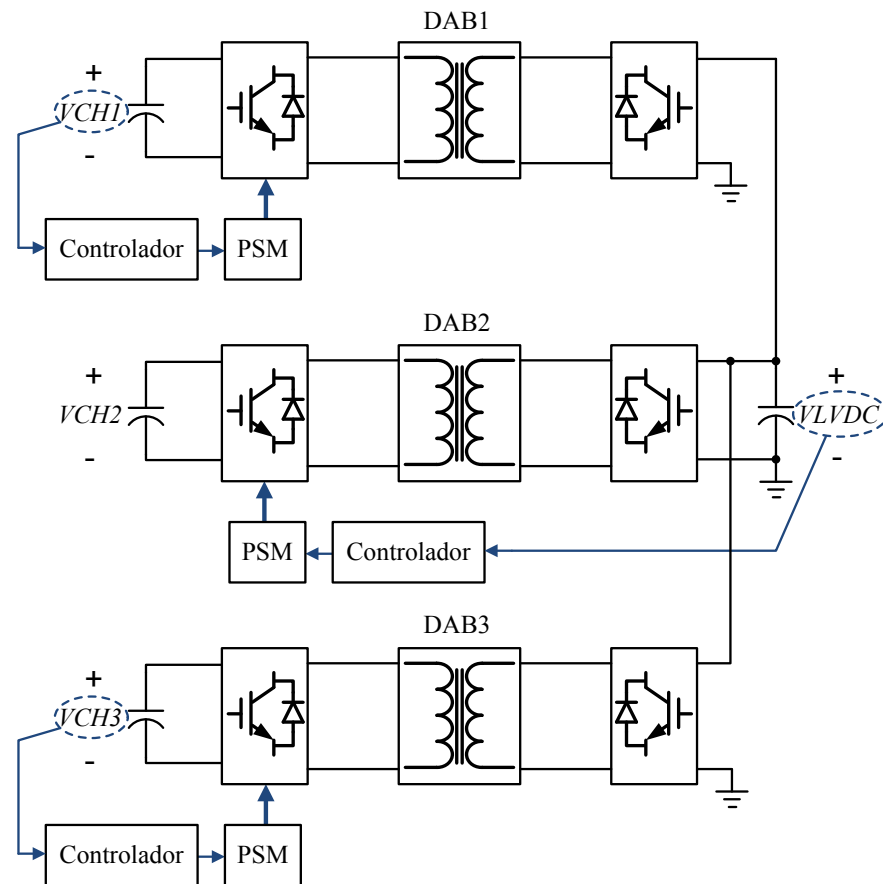 DAB1
+
VCH1
-
Controlador
PSM
DAB2
+
VCH2
-
+
VLVDC
-
PSM
Controlador
DAB3
+
VCH3
-
Controlador
PSM